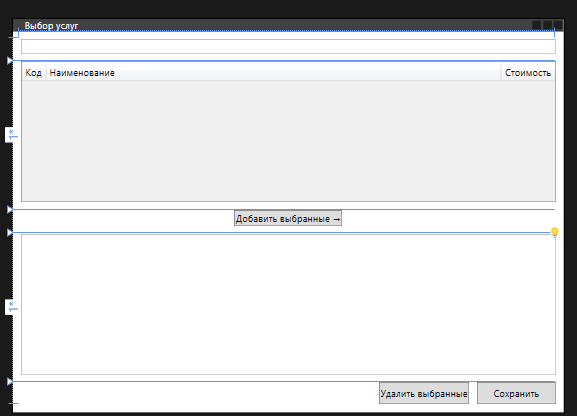 Выбор услуг
Код Наименование Стоимость
Добавить выбранные →
Удалить выбранные Сохранить